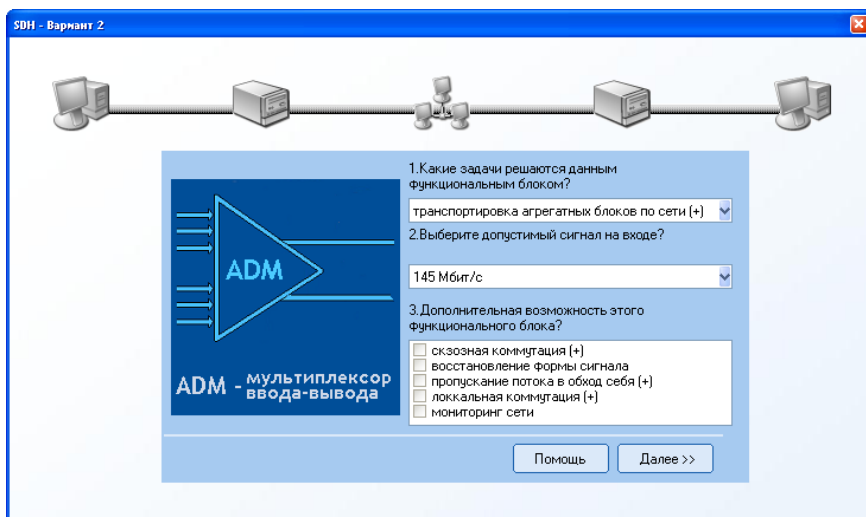 SDH - Вариант 2
1.Какие задачи решаются данным
функциональным блоком?
транспортировка агрегатных блоков по сети (+)
2.Выберите допустимый сигнал на входе?
145 Мбит/с
3.Дополнительная возможность этого
функционального блока?
скзозная коммутация (+)
восстановление формы сигнала
пропускание потока в обход себя (+)
локкальная коммутация (+)
мониторинг сети
ADM
ADM - мультиплексор
ввода-вывода
Помощь
Далее >>